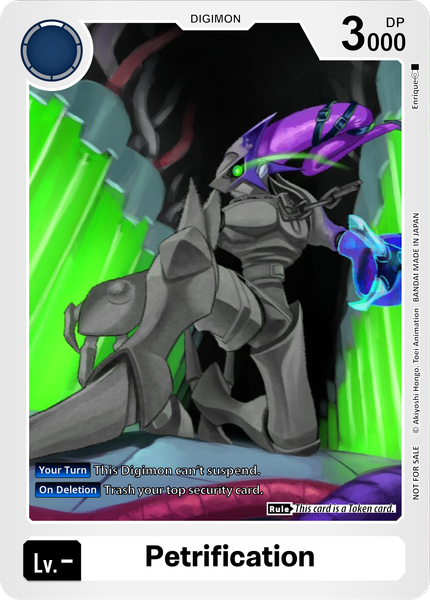 DIGIMON
DP
3000
Enrique
Your Turn This Digimon can't suspend.
On Deletion Trash your top security card.
Rule This card is a Token card.
NOT FOR SALE © Akiyoshi Hongo, Toei Animation BANDAI MADE IN JAPAN
Lv.-
Petrification